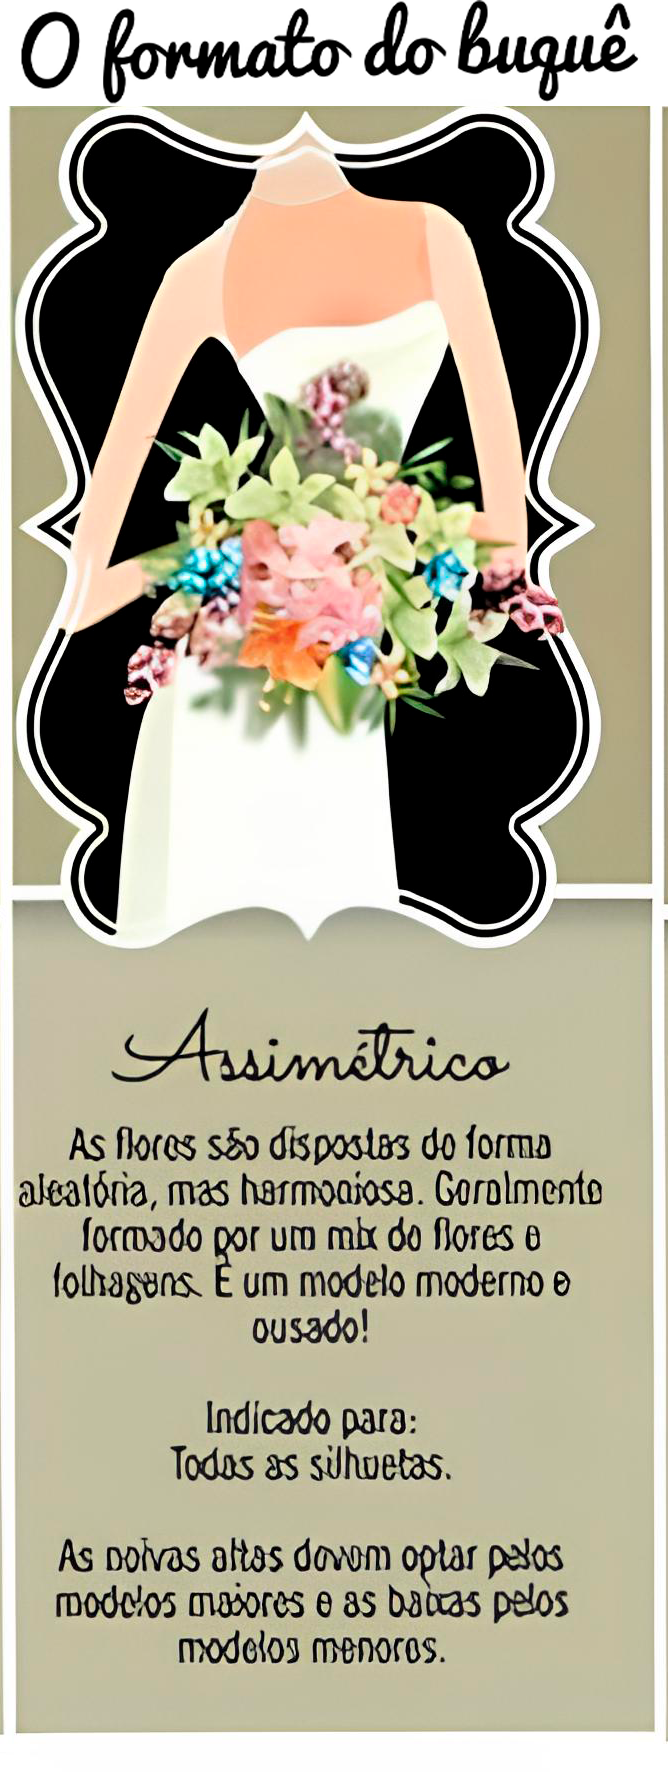 O formato do buquê
Assimétrico
As flores são dispostas de forma
aleatória, mas harmoniosa. Geralmente
formado por um mix de flores e
folhagens. É um modelo moderno e
ousado!
Indicado para:
Todas as silhuetas.
As noivas altas devem optar pelos
modelos maiores e as baixas pelos
modelos menores.